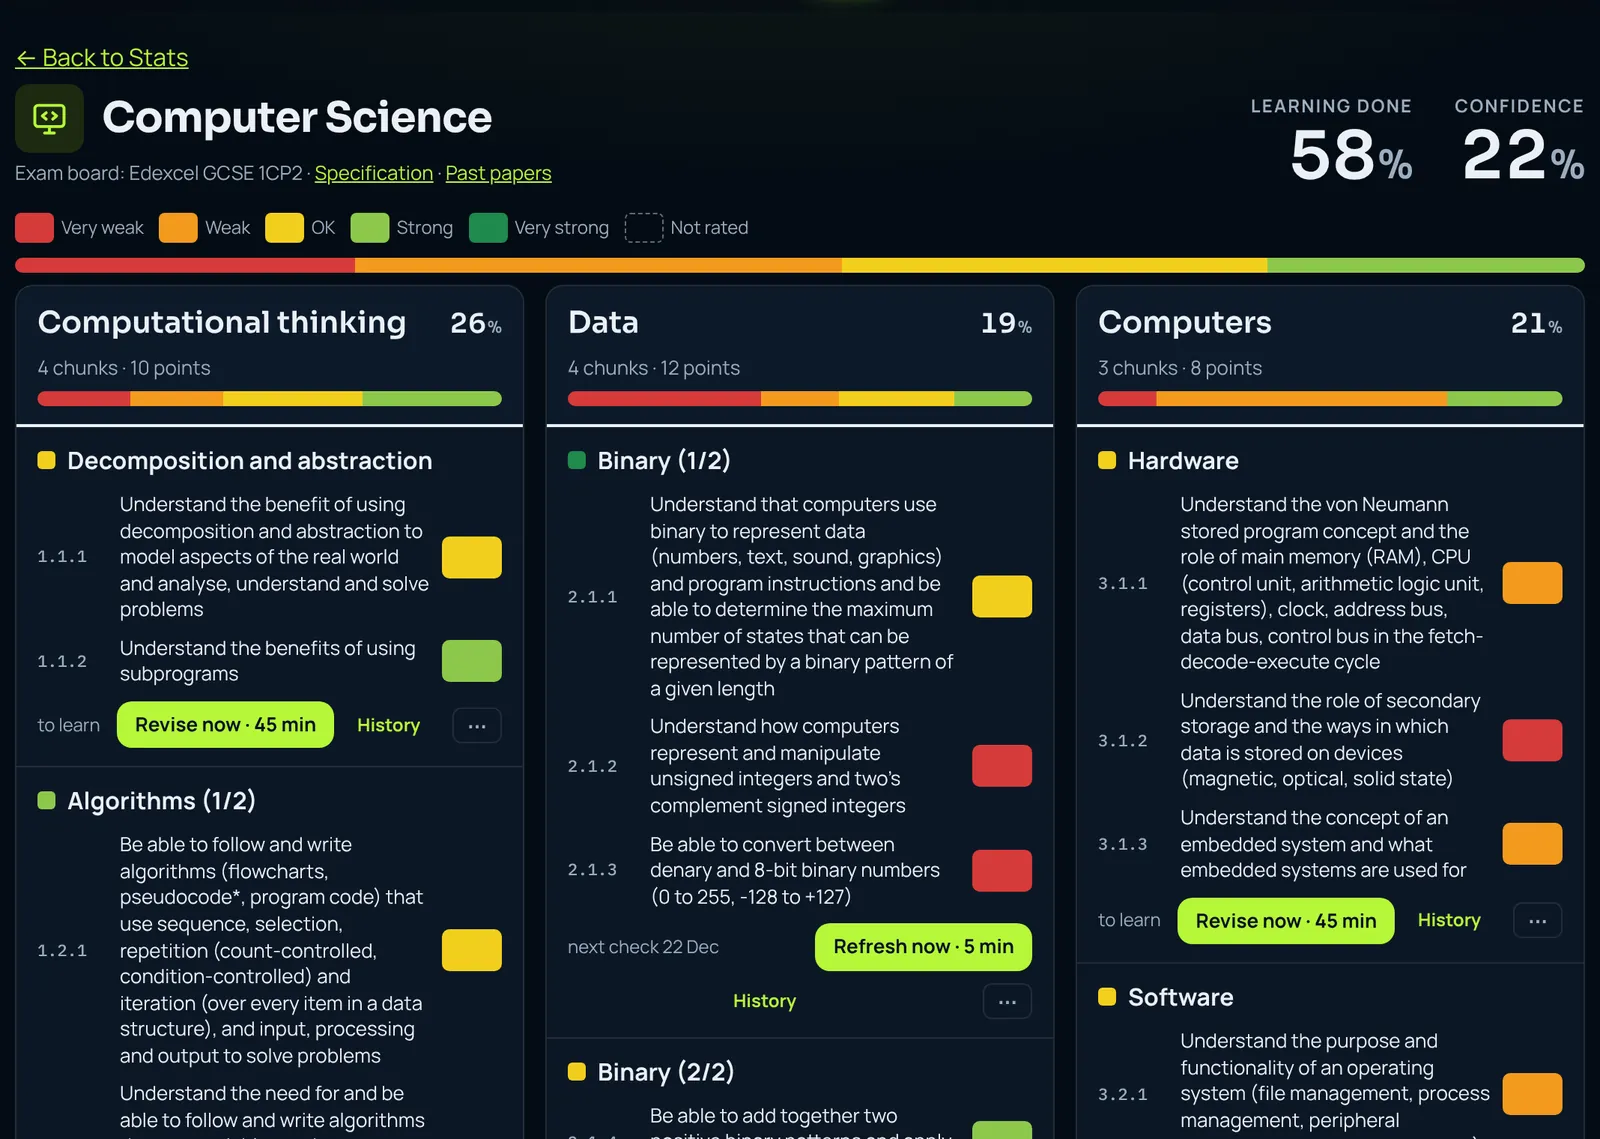 ← Back to Stats
Computer Science
Exam board: Edexcel GCSE 1CP2 · Specification · Past papers
LEARNING DONE
58%
CONFIDENCE
22%
Very weak
Weak
OK
Strong
Very strong
Not rated
Computational thinking
26%
4 chunks · 10 points
Decomposition and abstraction
1.1.1
Understand the benefit of using
decomposition and abstraction to
model aspects of the real world
and analyse, understand and solve
problems
1.1.2
Understand the benefits of using
subprograms
to learn
Revise now · 45 min
History
...
Algorithms (1/2)
1.2.1
Be able to follow and write
algorithms (flowcharts,
pseudocode*, program code) that
use sequence, selection,
repetition (count-controlled,
condition-controlled) and
iteration (over every item in a data
structure), and input, processing
and output to solve problems
Understand the need for and be
able to follow and write algorithms
Data
19%
4 chunks · 12 points
Binary (1/2)
2.1.1
Understand that computers use
binary to represent data
(numbers, text, sound, graphics)
and program instructions and be
able to determine the maximum
number of states that can be
represented by a binary pattern of
a given length
2.1.2
Understand how computers
represent and manipulate
unsigned integers and two's
complement signed integers
2.1.3
Be able to convert between
denary and 8-bit binary numbers
(0 to 255, -128 to +127)
next check 22 Dec
Refresh now · 5 min
History
...
Binary (2/2)
Be able to add together two
Computers
21%
3 chunks · 8 points
Hardware
3.1.1
Understand the von Neumann
stored program concept and the
role of main memory (RAM), CPU
(control unit, arithmetic logic unit,
registers), clock, address bus,
data bus, control bus in the fetch-
decode-execute cycle
3.1.2
Understand the role of secondary
storage and the ways in which
data is stored on devices
(magnetic, optical, solid state)
3.1.3
Understand the concept of an
embedded system and what
embedded systems are used for
to learn
Revise now · 45 min
History
...
Software
3.2.1
Understand the purpose and
functionality of an operating
system (file management, process
management, peripheral